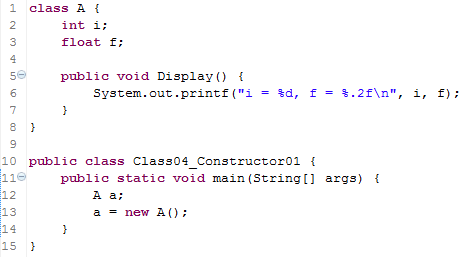 1 class A {
2     int i;
3     float f;
4
5     public void Display() {
6         System.out.printf("i = %d, f = %.2f\n", i, f);
7     }
8 }
9
10 public class Class04_Constructor01 {
11     public static void main(String[] args) {
12         A a;
13         a = new A();
14     }
15 }